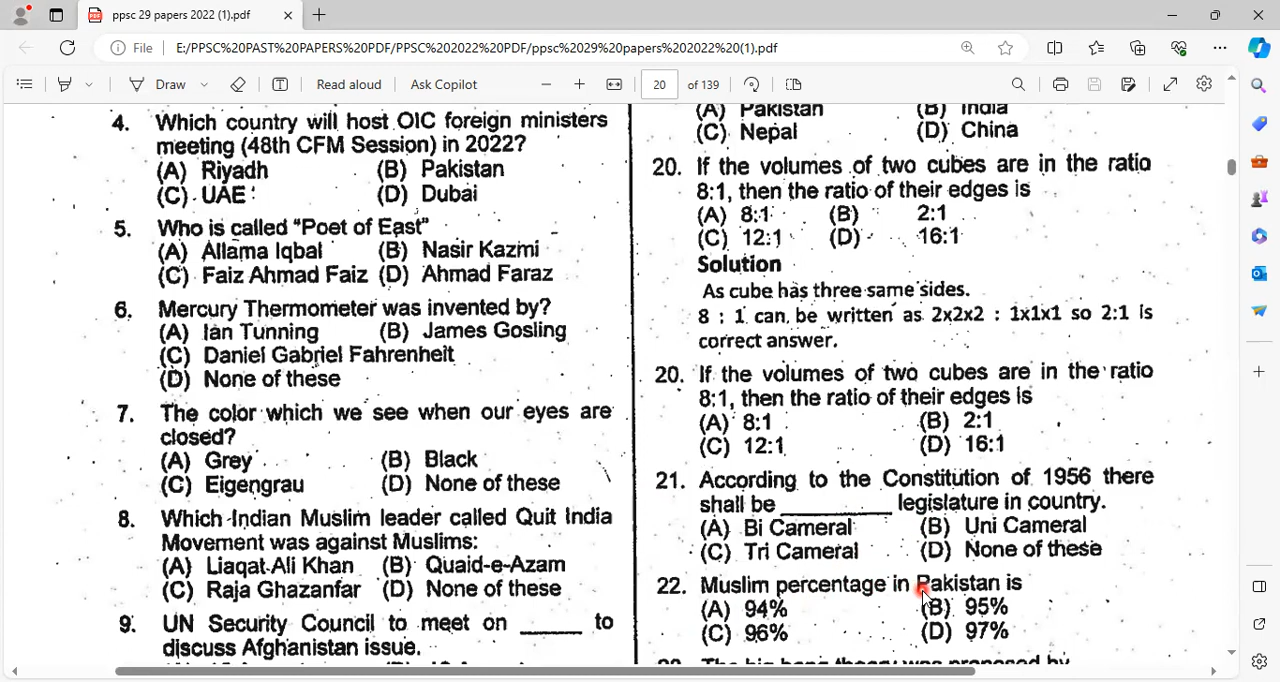 ppsc 29 papers 2022 (1).pdf
File
E:/PPSC%20PAST%20PAPERS%20PDF/PPSC%202022%20PDF/ppsc%2029%20papers%202022%20(1).pdf
Draw
Read aloud
Ask Copilot
20 of 139
4. Which country will host OIC foreign ministers
meeting (48th CFM Session) in 2022?
(A) Riyadh (B) Pakistan
(C) UAE (D) Dubai
5. Who is called "Poet of East"
(A) Allama Iqbal (B) Nasir Kazmi
(C) Faiz Ahmad Faiz (D) Ahmad Faraz
6. Mercury Thermometer was invented by?
(A) Ian Tunning (B) James Gosling
(C) Daniel Gabriel Fahrenheit
(D) None of these
7. The color which we see when our eyes are
closed?
(A) Grey (B) Black
(C) Eigengrau (D) None of these
8. Which Indian Muslim leader called Quit India
Movement was against Muslims:
(A) Liaqat Ali Khan (B) Quaid-e-Azam
(C) Raja Ghazanfar (D) None of these
9. UN Security Council to meet on ______ to
discuss Afghanistan issue.
(A) Pakistan (B) India
(C) Nepal (D) China
20. If the volumes of two cubes are in the ratio
8:1, then the ratio of their edges is
(A) 8:1 (B) 2:1
(C) 12:1 (D) 16:1
Solution
As cube has three same sides.
8 : 1 can be written as 2x2x2 : 1x1x1 so 2:1 is
correct answer.
20. If the volumes of two cubes are in the ratio
8:1, then the ratio of their edges is
(A) 8:1 (B) 2:1
(C) 12:1 (D) 16:1
21. According to the Constitution of 1956 there
shall be __________ legislature in country.
(A) Bi Cameral (B) Uni Cameral
(C) Tri Cameral (D) None of these
22. Muslim percentage in Pakistan is
(A) 94% (B) 95%
(C) 96% (D) 97%
The big bang theory was proposed by